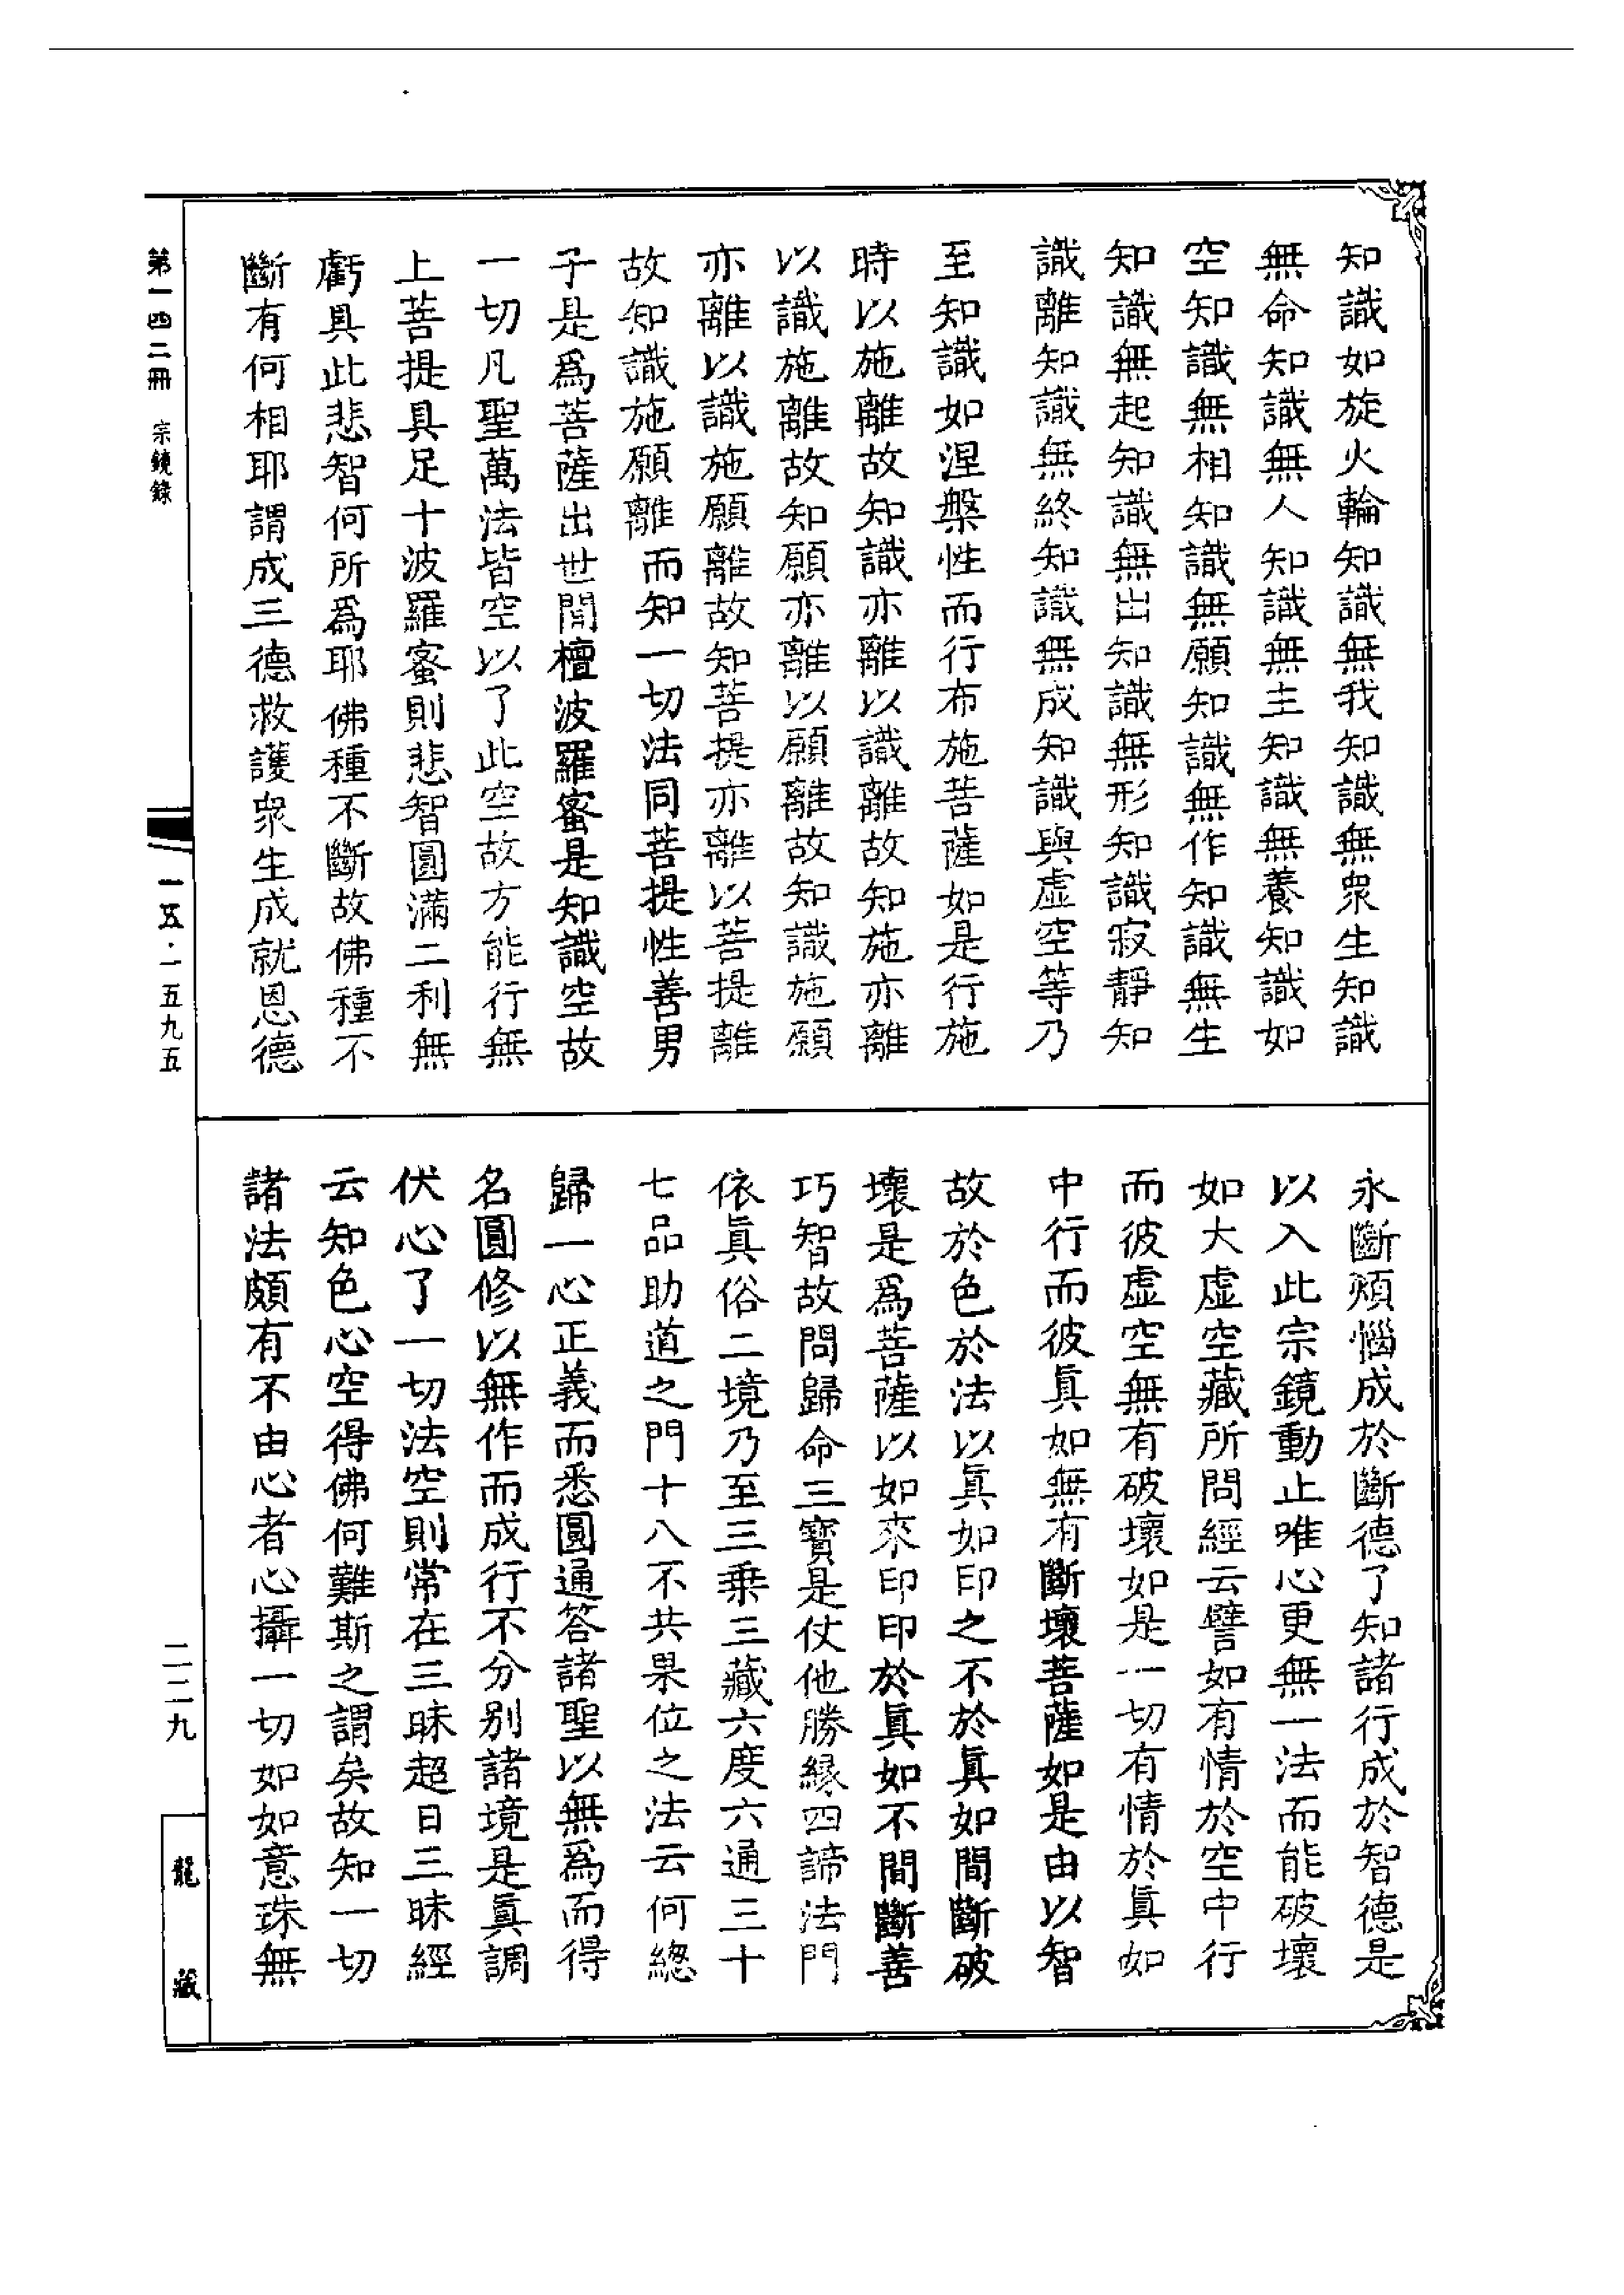 知識如旋火輪知識無我知識無衆生知識
無命知識無人知識無主知識無養知識如
空知識無相知識無願知識無作知識無生
知識無起知識無出知識無形知識寂靜知
識離知識無終知識無成知識與虛空等乃
至知識如涅槃性而行布施菩薩如是行施
時以施離故知識亦離以識離故知施亦離
以識施離故知願亦離以願離故知識施願
亦離以識施願離故知菩提亦離以菩提離
故知識施願離而知一切法同菩提性善男
子是爲菩薩出世間檀波羅蜜是知識空故
一切凡聖萬法皆空以了此空故方能行無
上菩提具足十波羅蜜則悲智圓滿二利無
虧具此悲智何所爲耶佛種不斷故佛種不
斷有何相耶謂成三德救護衆生成就恩德
永斷煩惱成於斷德了知諸行成於智德是
以入此宗鏡動止唯心更無一法而能破壞
如大虛空藏所問經云譬如有情於空中行
而彼虛空無有破壞如是一切有情於眞如
中行而彼眞如無有斷壞菩薩如是由以智
故於色於法以眞如印之不於眞如間斷破
壞是爲菩薩以如來印印於眞如不間斷善
巧智故問歸命三寶是仗他勝緣四諦法門
依眞俗二境乃至三乘三藏六度六通三十
七品助道之門十八不共果位之法云何總
歸一心正義而悉圓通答諸聖以無爲而得
名圓修以無作而成行不分別諸境是眞調
伏心了一切法空則常在三昧超日三昧經
云知色心空得佛何難斯之謂矣故知一切
諸法頗有不由心者心攝一切如如意珠無
第一四二冊 宗鏡錄
一五·一五九五
二二九
龍藏